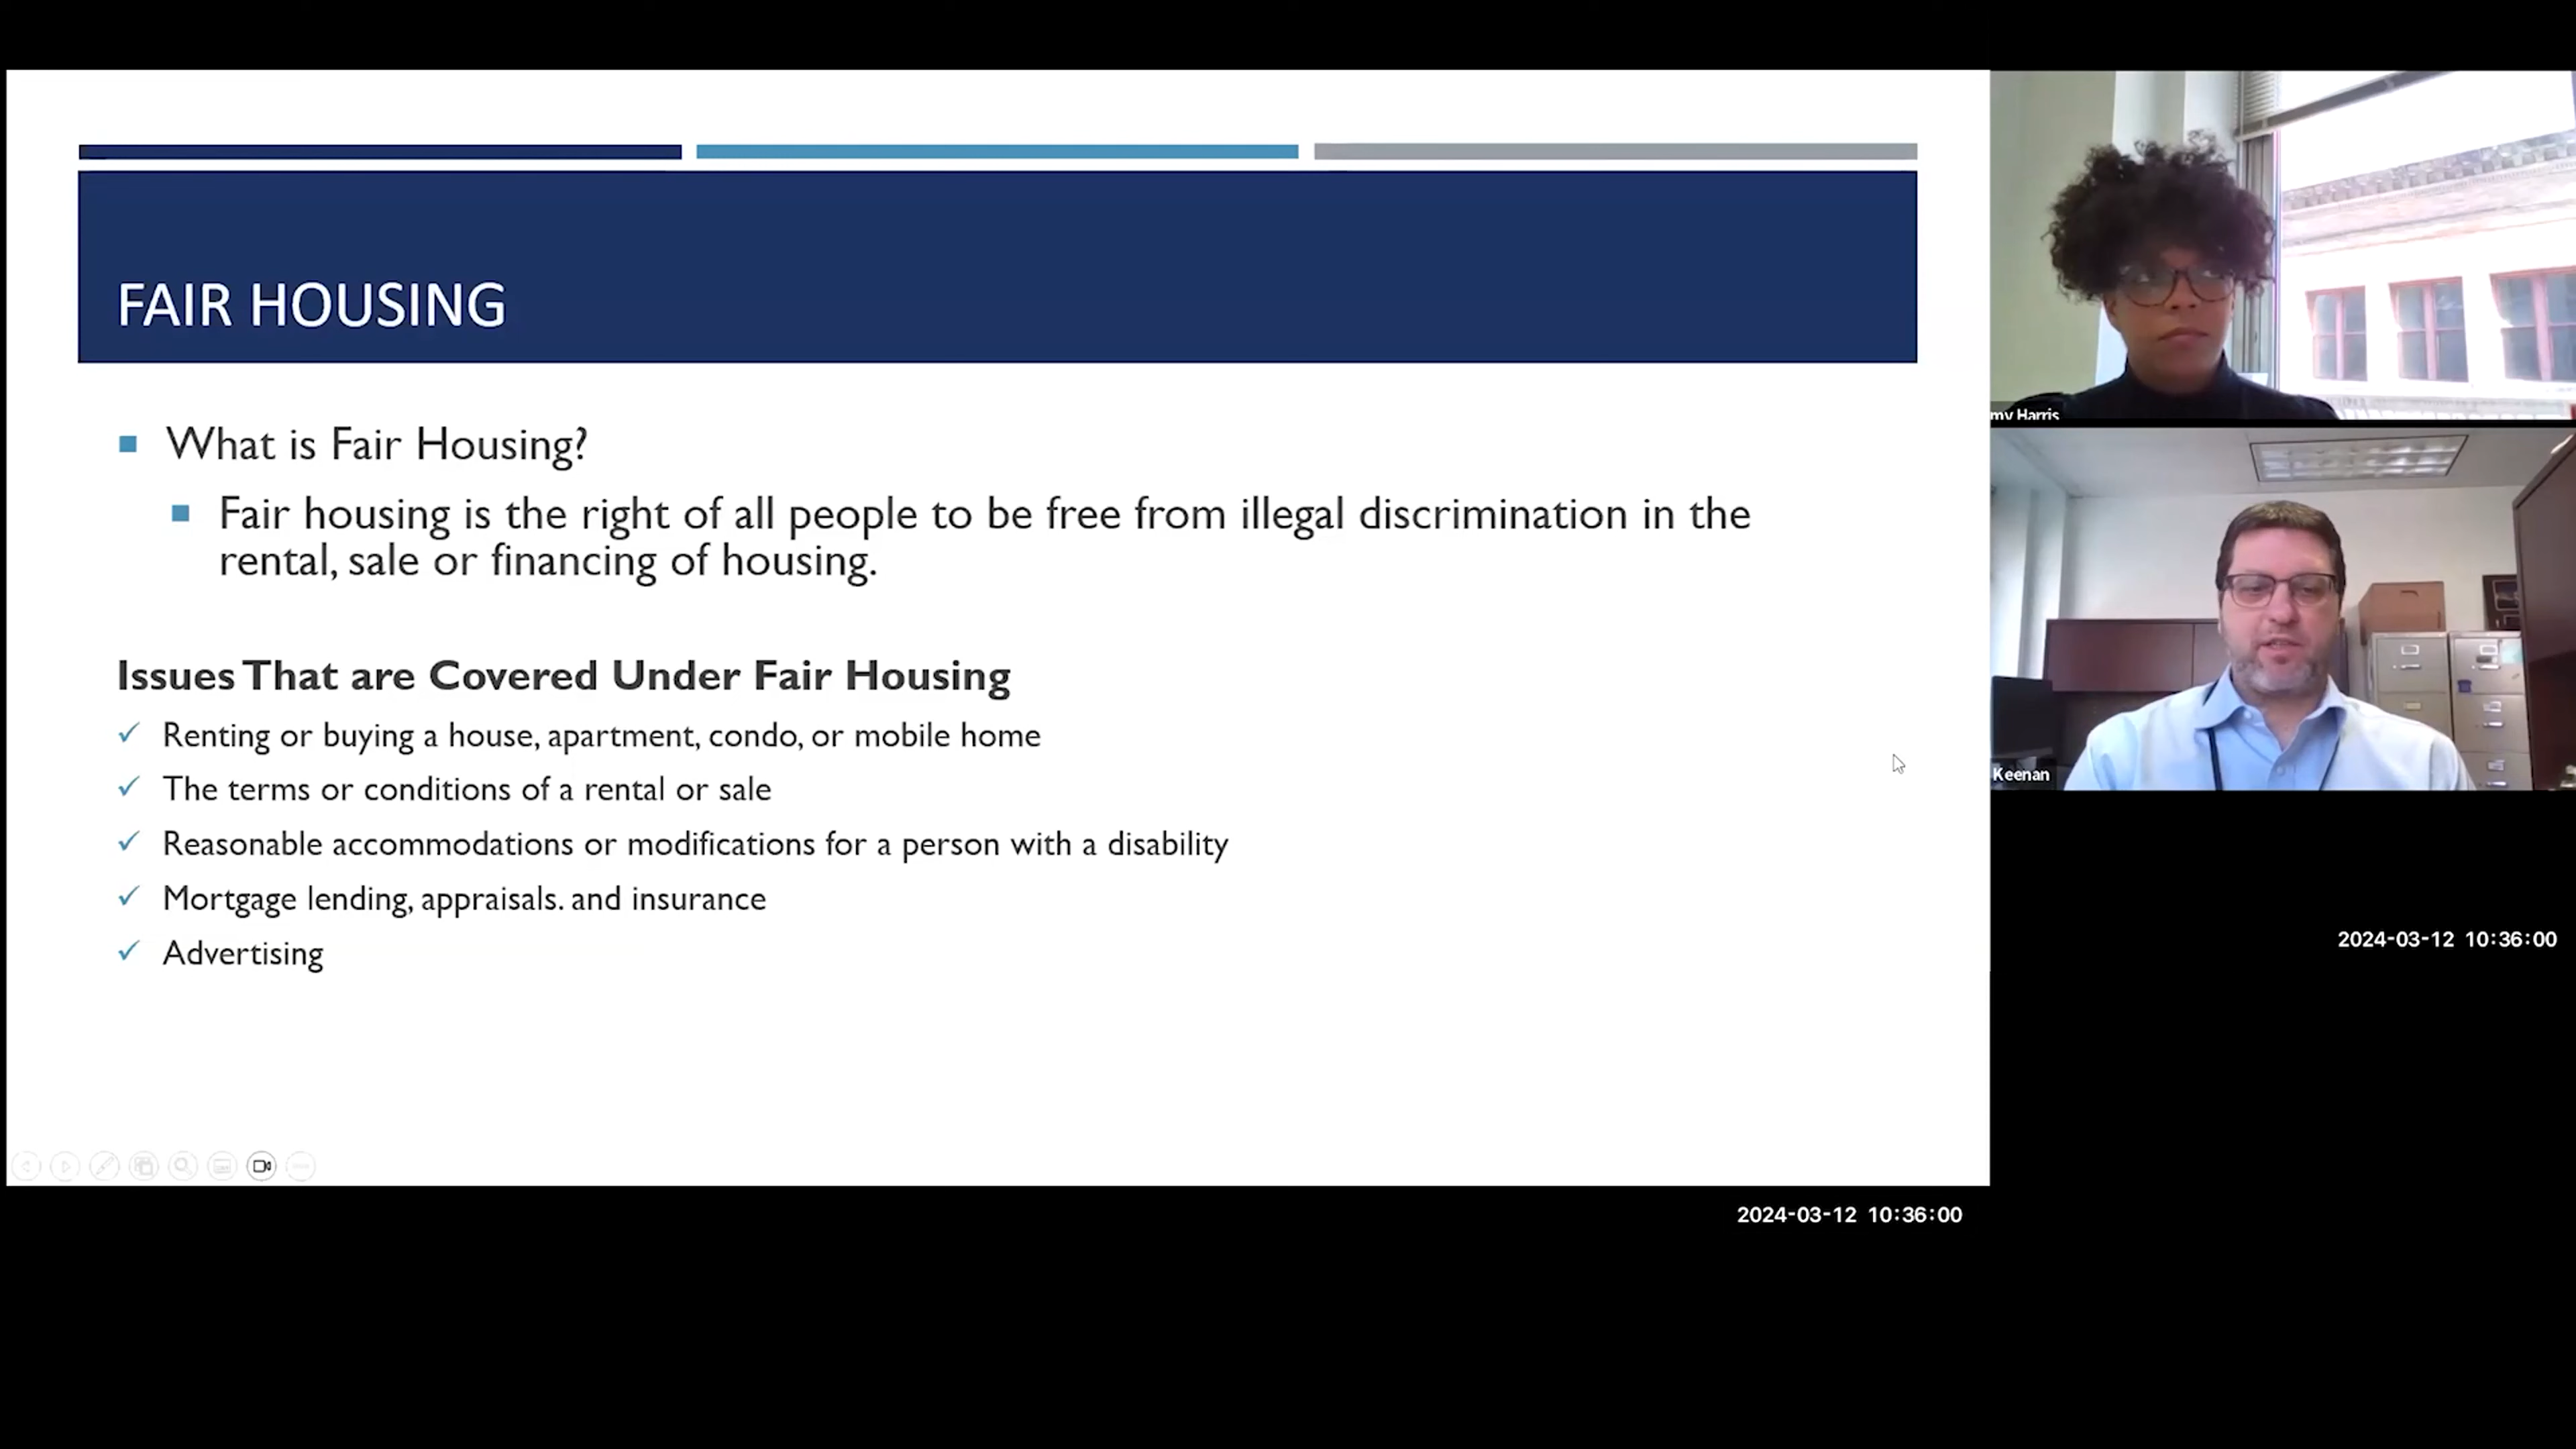 FAIR HOUSING
What is Fair Housing?
Fair housing is the right of all people to be free from illegal discrimination in the
rental, sale or financing of housing.
Issues That are Covered Under Fair Housing
Renting or buying a house, apartment, condo, or mobile home
The terms or conditions of a rental or sale
Reasonable accommodations or modifications for a person with a disability
Mortgage lending, appraisals. and insurance
Advertising
my Harris
Keenan
2024-03-12 10:36:00
2024-03-12 10:36:00